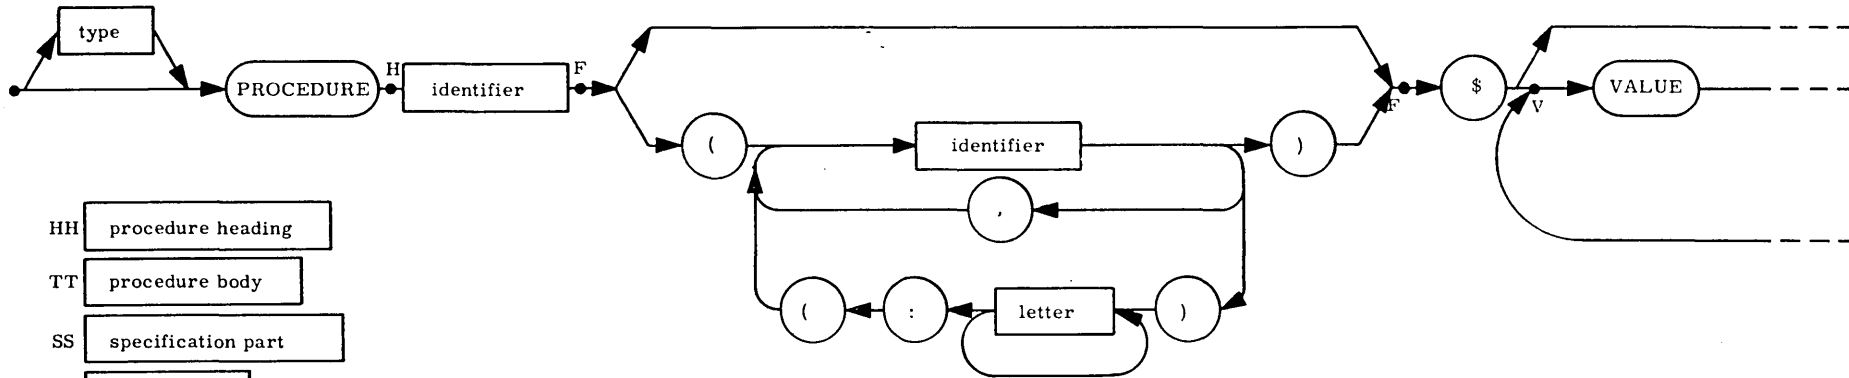 type
PROCEDURE H identifier F F $ V VALUE
( identifier )
,
HH procedure heading
TT procedure body
SS specification part
( : letter )